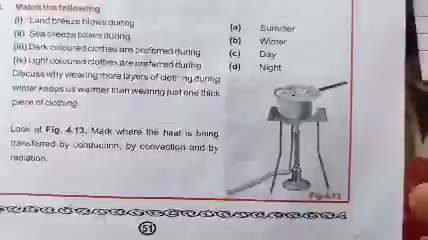 Match the following
(i) Land breeze blows during
(a) Summer
(ii) Sea breeze blows during
(b) Winter
(iii) Dark coloured clothes are preferred during
(c) Day
(iv) Light coloured clothes are preferred during
(d) Night
Discuss why wearing more layers of clothing during
winter keeps us warmer than wearing just one thick
piece of clothing.
Look at Fig. 4.13. Mark where the heat is being
transferred by conduction, by convection and by
radiation.
Fig 4.13
51